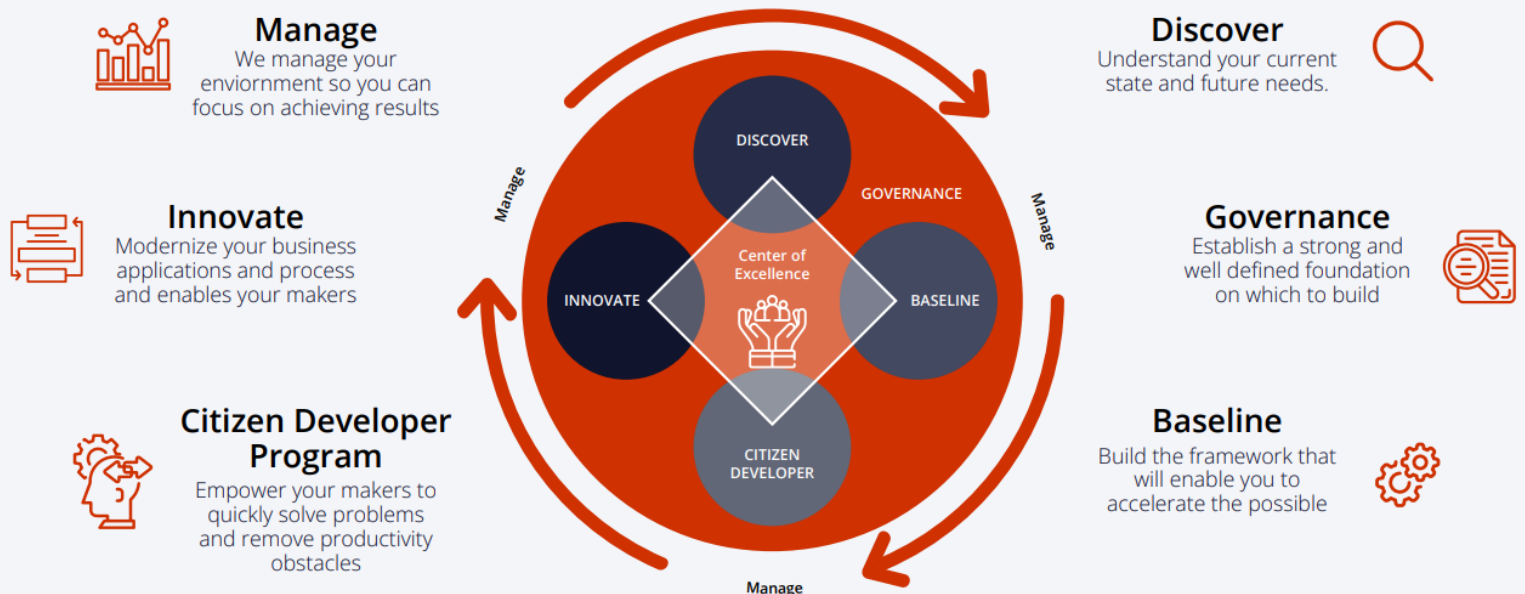 Manage
We manage your
enviornment so you can
focus on achieving results
Innovate
Modernize your business
applications and process
and enables your makers
Citizen Developer
Program
Empower your makers to
quickly solve problems
and remove productivity
obstacles
DISCOVER
GOVERNANCE
Manage
Manage
Center of
Excellence
INNOVATE
BASELINE
CITIZEN
DEVELOPER
Manage
Discover
Understand your current
state and future needs.
Governance
Establish a strong and
well defined foundation
on which to build
Baseline
Build the framework that
will enable you to
accelerate the possible